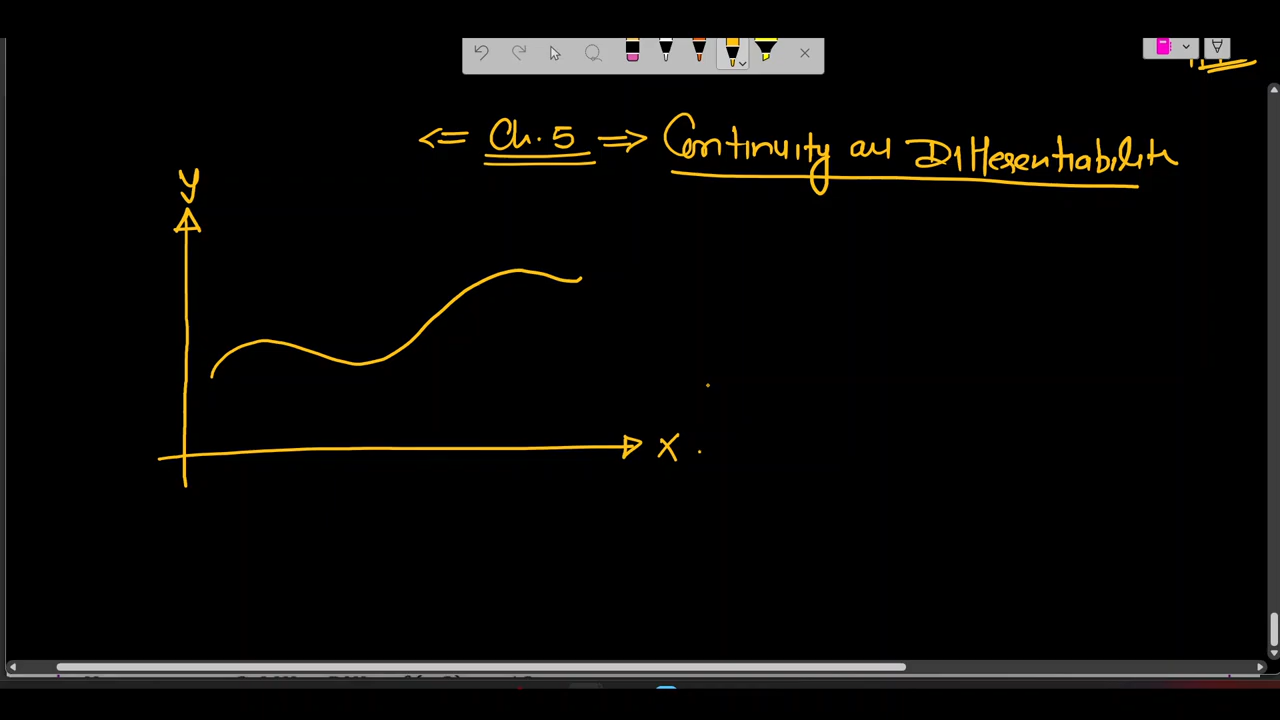 <= Ch. 5 => Continuity and Differentiability
y
X